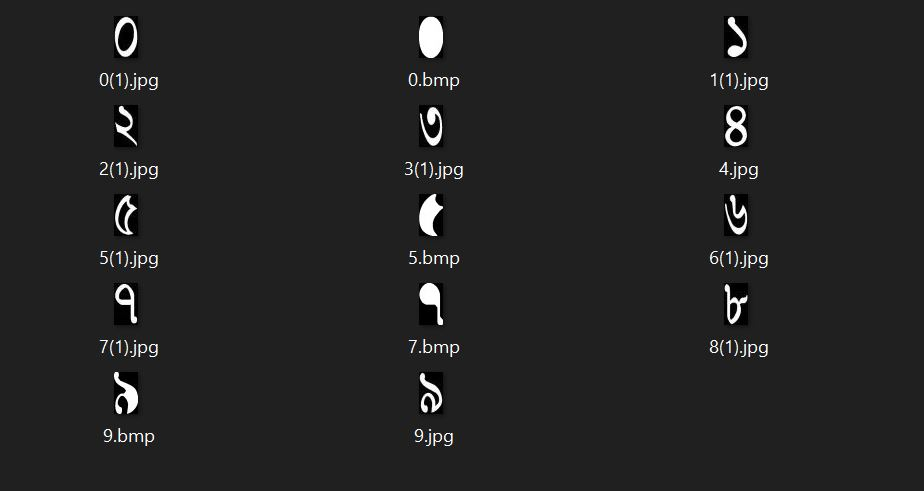 ০ ০ ১
0(1).jpg 0.bmp 1(1).jpg
২ ৩ ৪
2(1).jpg 3(1).jpg 4.jpg
৫ ৫ ৬
5(1).jpg 5.bmp 6(1).jpg
৭ ৭ ৮
7(1).jpg 7.bmp 8(1).jpg
৯ ৯
9.bmp 9.jpg